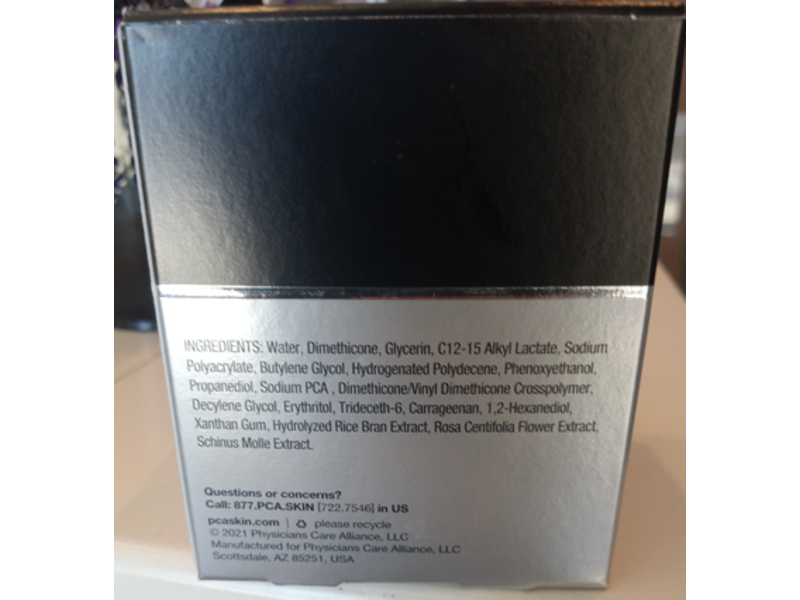 INGREDIENTS: Water, Dimethicone, Glycerin, C12-15 Alkyl Lactate, Sodium
Polyacrylate, Butylene Glycol, Hydrogenated Polydecene, Phenoxyethanol,
Propanediol, Sodium PCA , Dimethicone/Vinyl Dimethicone Crosspolymer,
Decylene Glycol, Erythritol, Trideceth-6, Carrageenan, 1,2-Hexanediol,
Xanthan Gum, Hydrolyzed Rice Bran Extract, Rosa Centifolia Flower Extract,
Schinus Molle Extract.
Questions or concerns?
Call: 877.PCA.SKIN [722.7546] in US
pcaskin.com | ♻ please recycle
© 2021 Physicians Care Alliance, LLC
Manufactured for Physicians Care Alliance, LLC
Scottsdale, AZ 85251, USA